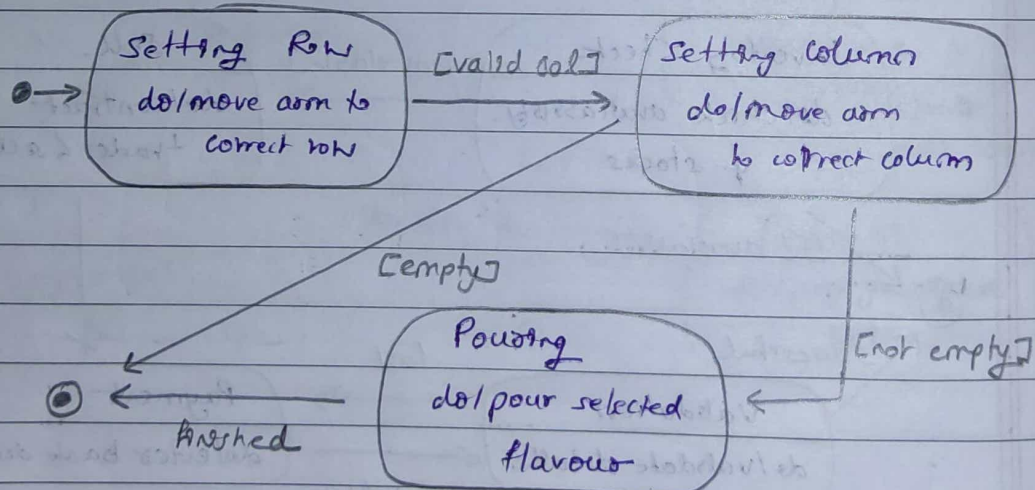 Setting Row
do/move arm to
correct row
[valid col]
Setting Column
do/move arm
to correct column
[empty]
[not empty]
Pouring
do/pour selected
flavour
finished